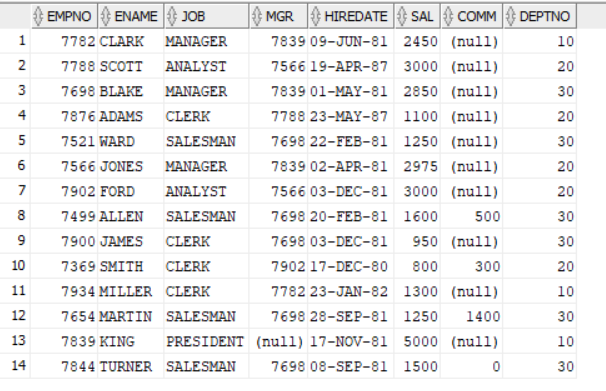 EMPNO ENAME JOB MGR HIREDATE SAL COMM DEPTNO
1 7782 CLARK MANAGER 7839 09-JUN-81 2450 (null) 10
2 7788 SCOTT ANALYST 7566 19-APR-87 3000 (null) 20
3 7698 BLAKE MANAGER 7839 01-MAY-81 2850 (null) 30
4 7876 ADAMS CLERK 7788 23-MAY-87 1100 (null) 20
5 7521 WARD SALESMAN 7698 22-FEB-81 1250 (null) 30
6 7566 JONES MANAGER 7839 02-APR-81 2975 (null) 20
7 7902 FORD ANALYST 7566 03-DEC-81 3000 (null) 20
8 7499 ALLEN SALESMAN 7698 20-FEB-81 1600 500 30
9 7900 JAMES CLERK 7698 03-DEC-81 950 (null) 30
10 7369 SMITH CLERK 7902 17-DEC-80 800 300 20
11 7934 MILLER CLERK 7782 23-JAN-82 1300 (null) 10
12 7654 MARTIN SALESMAN 7698 28-SEP-81 1250 1400 30
13 7839 KING PRESIDENT (null) 17-NOV-81 5000 (null) 10
14 7844 TURNER SALESMAN 7698 08-SEP-81 1500 0 30